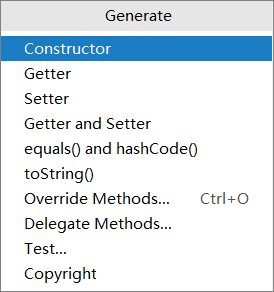 Generate
Constructor
Getter
Setter
Getter and Setter
equals() and hashCode()
toString()
Override Methods... Ctrl+O
Delegate Methods...
Test...
Copyright